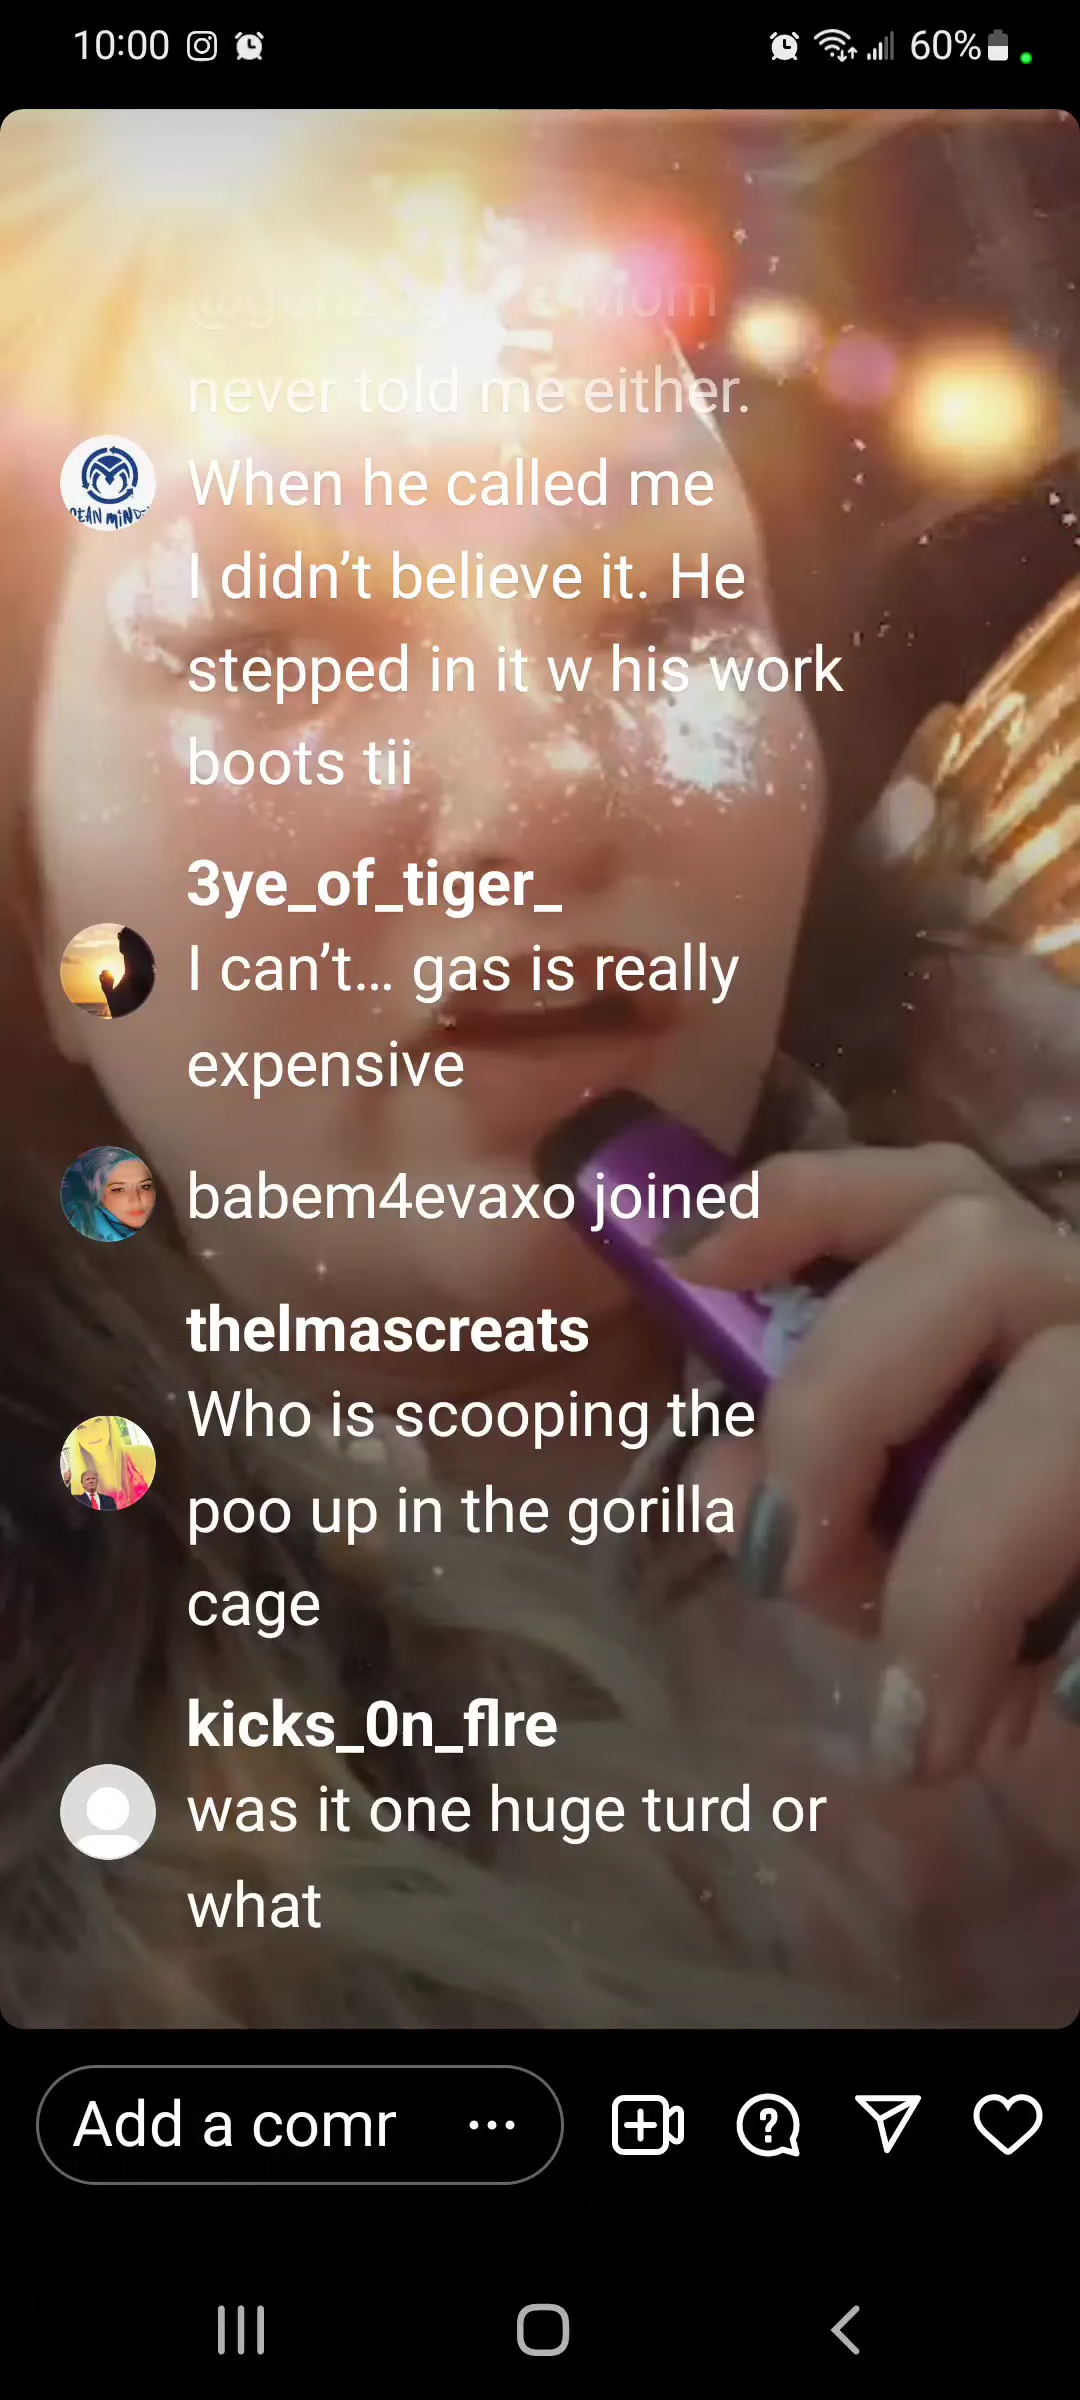 10:00
60%
Mom
never told me either.
When he called me
I didn’t believe it. He
stepped in it w his work
boots tii
3ye_of_tiger_
I can’t... gas is really
expensive
babem4evaxo joined
thelmascreats
Who is scooping the
poo up in the gorilla
cage
kicks_0n_fIre
was it one huge turd or
what
Add a comr